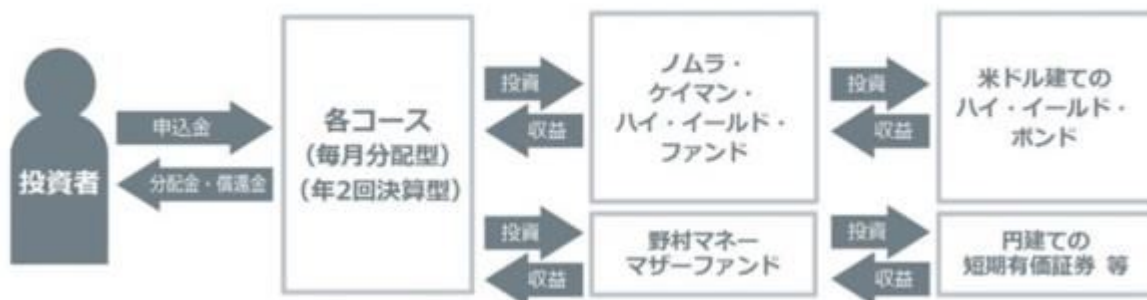 投資者
申込金
分配金・償還金
各コース
（毎月分配型）
（年2回決算型）
投資
収益
ノムラ・
ケイマン・
ハイ・イールド・
ファンド
投資
収益
米ドル建ての
ハイ・イールド・
ボンド
投資
収益
野村マネー
マザーファンド
投資
収益
円建ての
短期有価証券 等